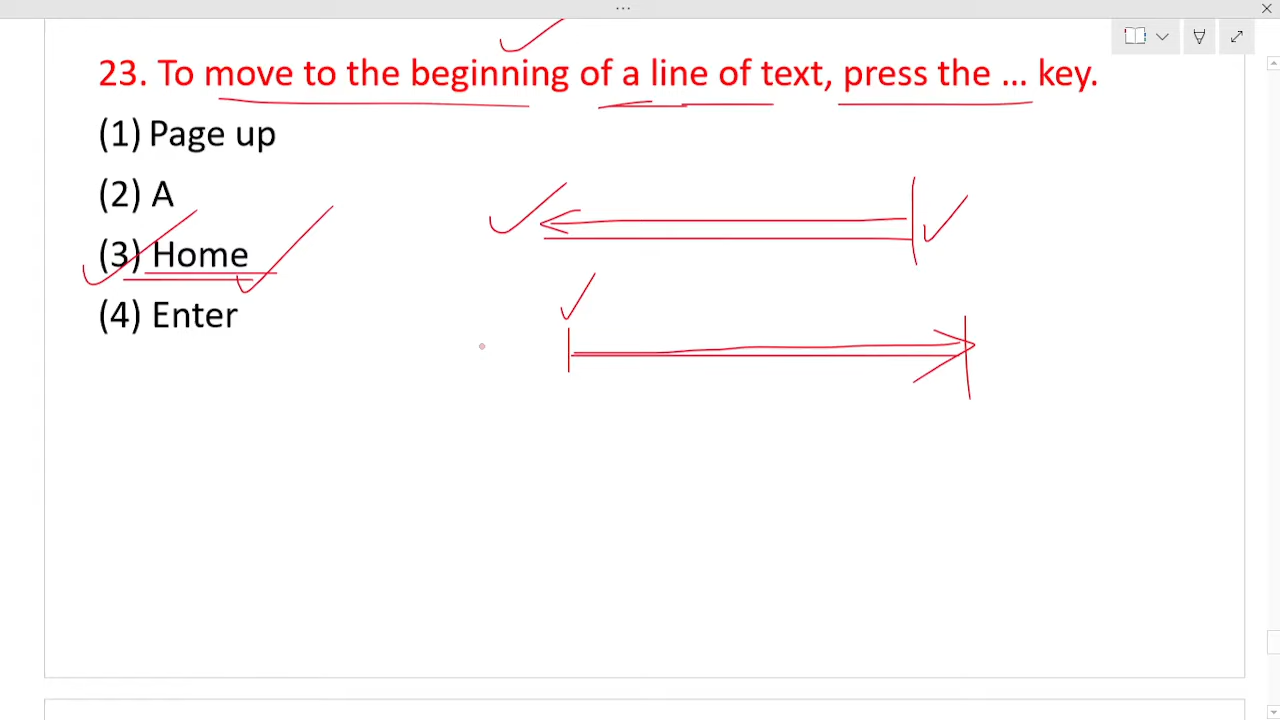 23. To move to the beginning of a line of text, press the ... key.
(1) Page up
(2) A
(3) Home
(4) Enter